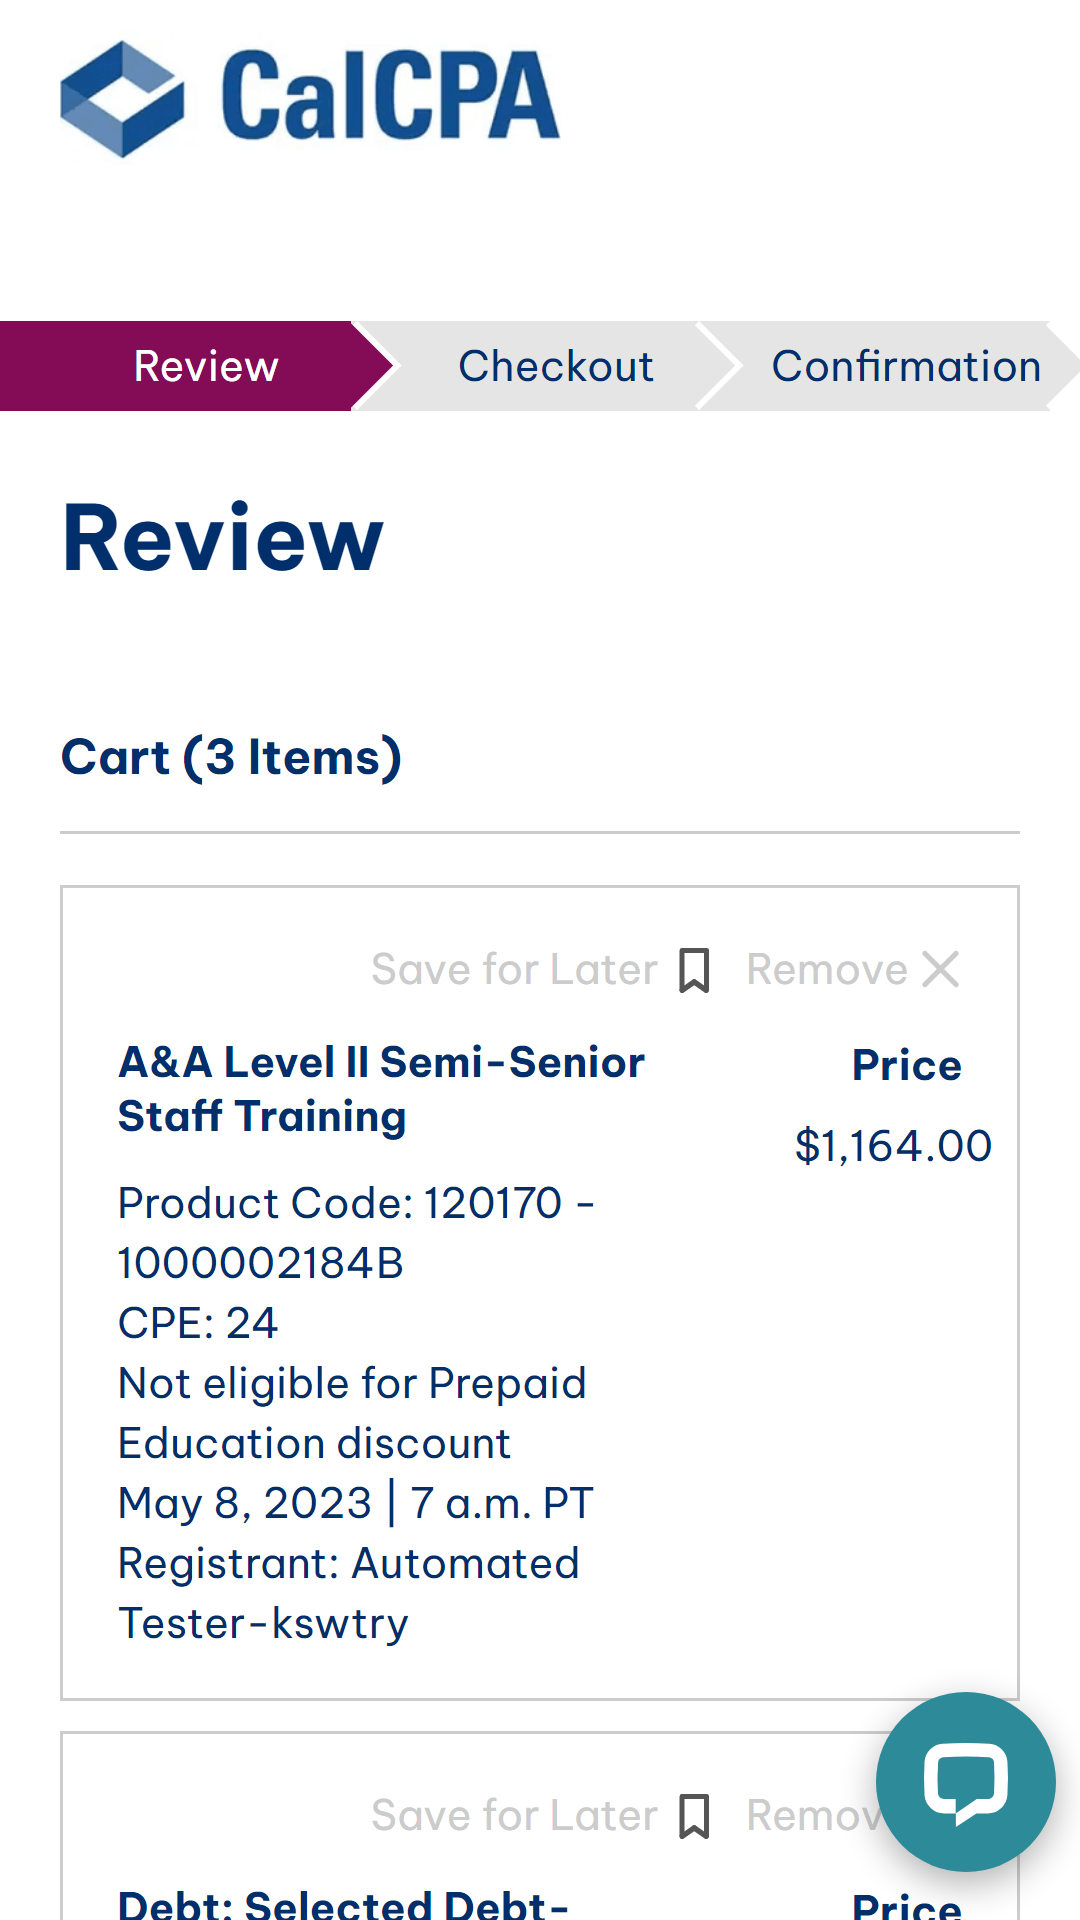 CalCPA
Review
Checkout
Confirmation
Review
Cart (3 Items)
Save for Later
Remove
A&A Level II Semi-Senior
Staff Training
Price
$1,164.00
Product Code: 120170 -
1000002184B
CPE: 24
Not eligible for Prepaid
Education discount
May 8, 2023 | 7 a.m. PT
Registrant: Automated
Tester-kswtry
Save for Later
Remov
Debt: Selected Debt-
Price